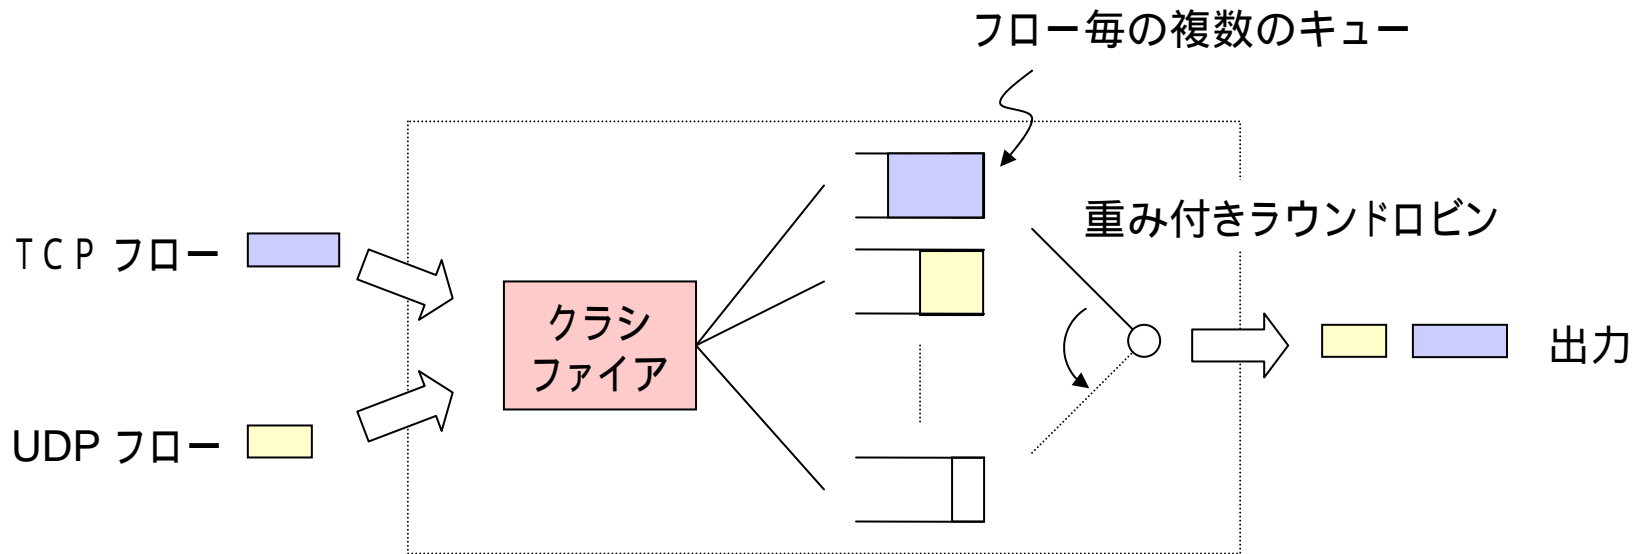 フロー毎の複数のキュー
重み付きラウンドロビン
ＴＣＰ フロー
クラシ
ファイア
出力
UDP フロー